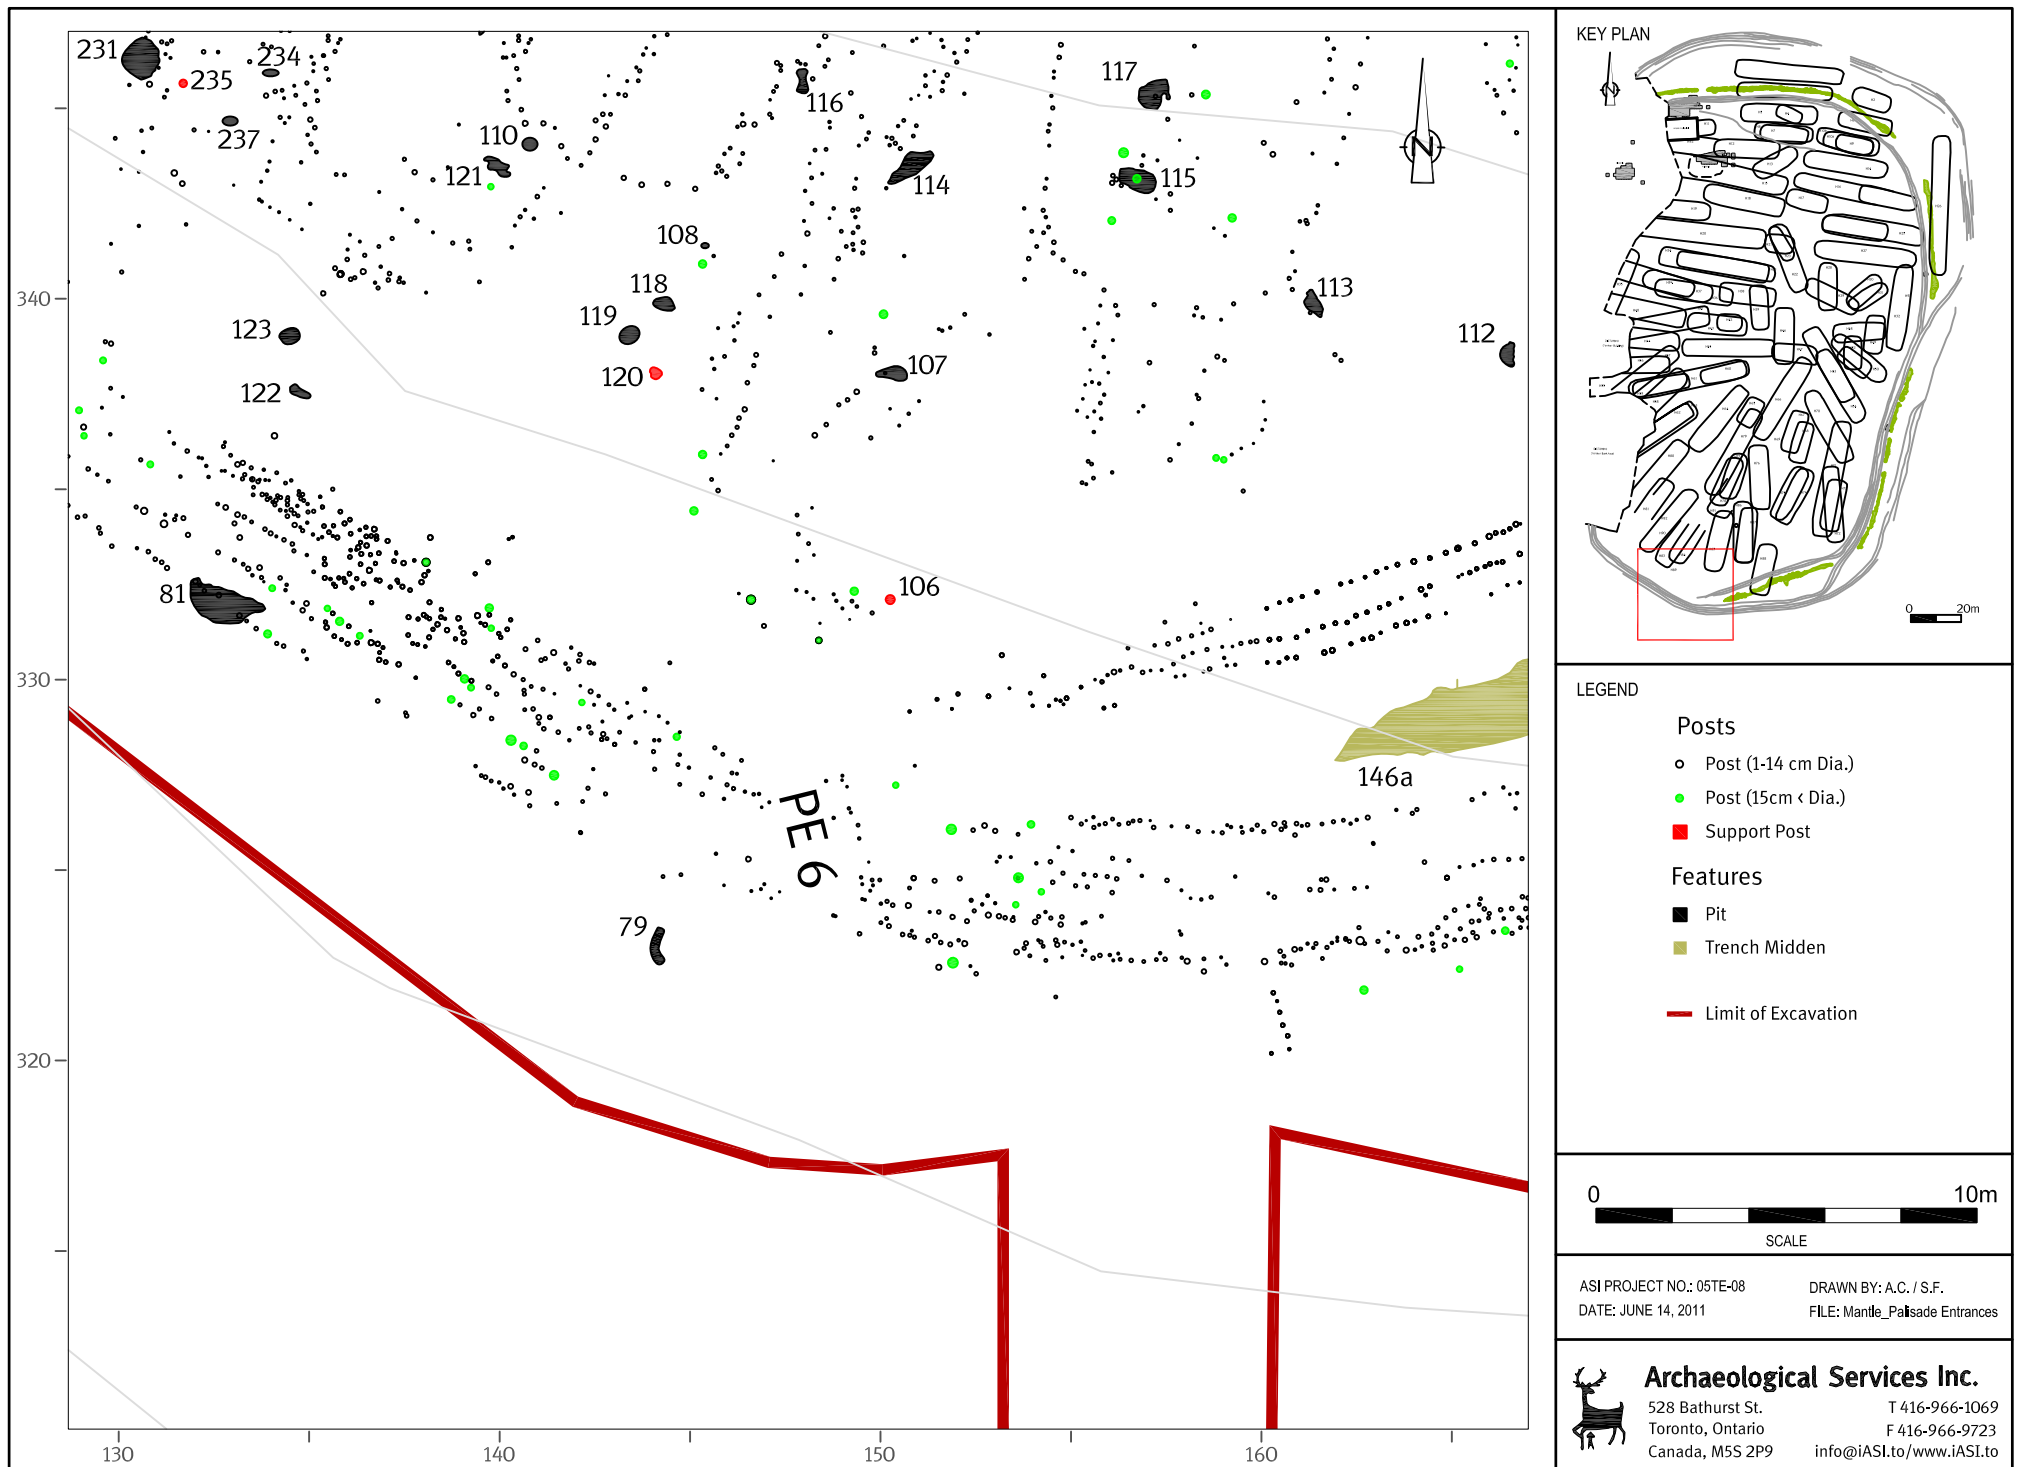 231
234
235
237
110
121
116
117
114
115
108
118
119
120
123
122
107
113
112
81
106
146a
PE 6
79
340
330
320
130
140
150
160
N
KEY PLAN
0 20m
LEGEND
Posts
Post (1-14 cm Dia.)
Post (15cm < Dia.)
Support Post
Features
Pit
Trench Midden
Limit of Excavation
0 10m
SCALE
ASI PROJECT NO.: 05TE-08
DRAWN BY: A.C. / S.F.
DATE: JUNE 14, 2011
FILE: Mantle_Palisade Entrances
Archaeological Services Inc.
528 Bathurst St.
T 416-966-1069
Toronto, Ontario
F 416-966-9723
Canada, M5S 2P9
info@iASI.to/www.iASI.to